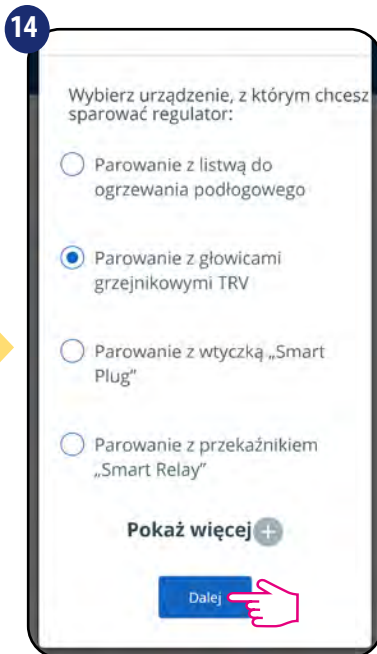 14
Wybierz urządzenie, z którym chcesz
sparować regulator:
Parowanie z listwą do
ogrzewania podłogowego
Parowanie z głowicami
grzejnikowymi TRV
Parowanie z wtyczką „Smart
Plug”
Parowanie z przekaźnikiem
„Smart Relay”
Pokaż więcej
Dalej